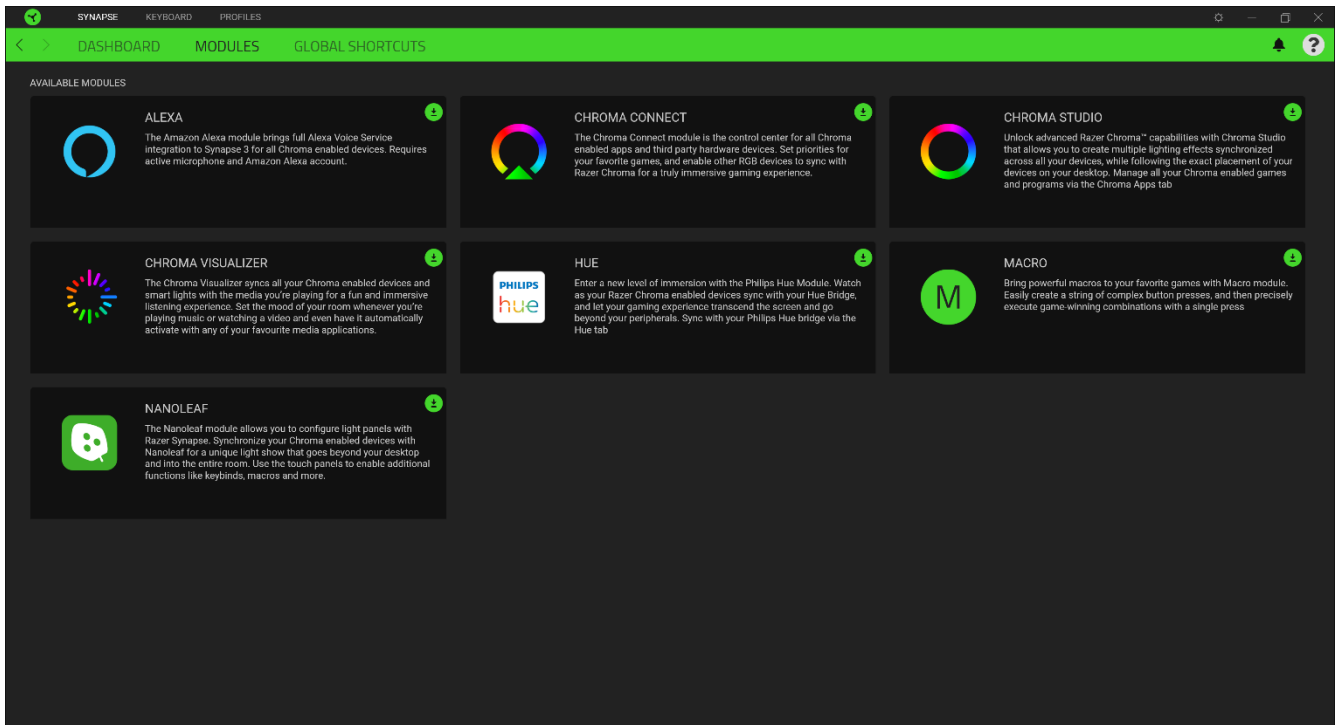 SYNAPSE KEYBOARD PROFILES
DASHBOARD MODULES GLOBAL SHORTCUTS ?
AVAILABLE MODULES
ALEXA
The Amazon Alexa module brings full Alexa Voice Service
integration to Synapse 3 for all Chroma enabled devices. Requires
active microphone and Amazon Alexa account.
CHROMA CONNECT
The Chroma Connect module is the control center for all Chroma
enabled apps and third party hardware devices. Set priorities for
your favorite games, and enable other RGB devices to sync with
Razer Chroma for a truly immersive gaming experience.
CHROMA STUDIO
Unlock advanced Razer Chroma™ capabilities with Chroma Studio
that allows you to create multiple lighting effects synchronized
across all your devices, while following the exact placement of your
devices on your desktop. Manage all your Chroma enabled games
and programs via the Chroma Apps tab
CHROMA VISUALIZER
The Chroma Visualizer syncs all your Chroma enabled devices and
smart lights with the media you're playing for a fun and immersive
listening experience. Set the mood of your room whenever you're
playing music or watching a video and even have it automatically
activate with any of your favourite media applications.
PHILIPS
hue
HUE
Enter a new level of immersion with the Philips Hue Module. Watch
as your Razer Chroma enabled devices sync with your Hue Bridge,
and let your gaming experience transcend the screen and go
beyond your peripherals. Sync with your Philips Hue bridge via the
Hue tab
M
MACRO
Bring powerful macros to your favorite games with Macro module.
Easily create a string of complex button presses, and then precisely
execute game-winning combinations with a single press
NANOLEAF
The Nanoleaf module allows you to configure light panels with
Razer Synapse. Synchronize your Chroma enabled devices with
Nanoleaf for a unique light show that goes beyond your desktop
and into the entire room. Use the touch panels to enable additional
functions like keybinds, macros and more.